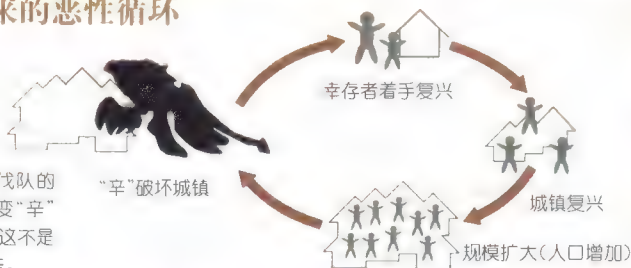 来的恶性循环
幸存者着手复兴
伐队的
变“辛”
这不是
“辛”破坏城镇
城镇复兴
规模扩大(人口增加)